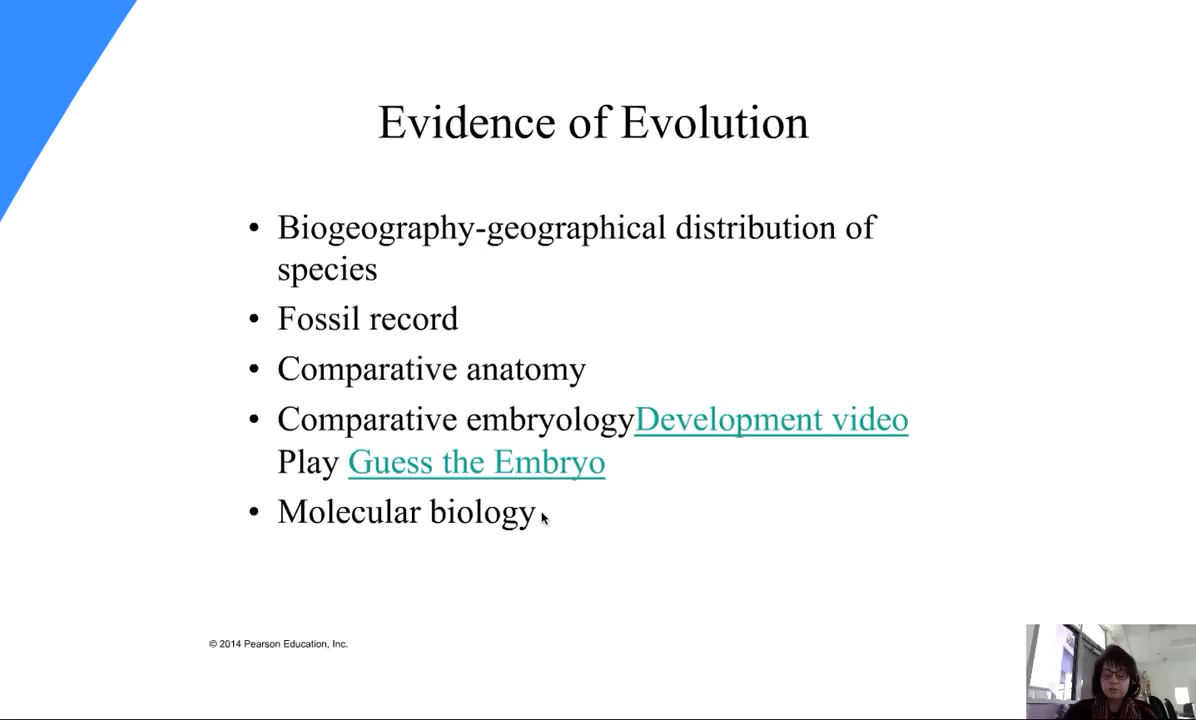 Evidence of Evolution
• Biogeography-geographical distribution of
species
• Fossil record
• Comparative anatomy
• Comparative embryologyDevelopment video
Play Guess the Embryo
• Molecular biology
© 2014 Pearson Education, Inc.